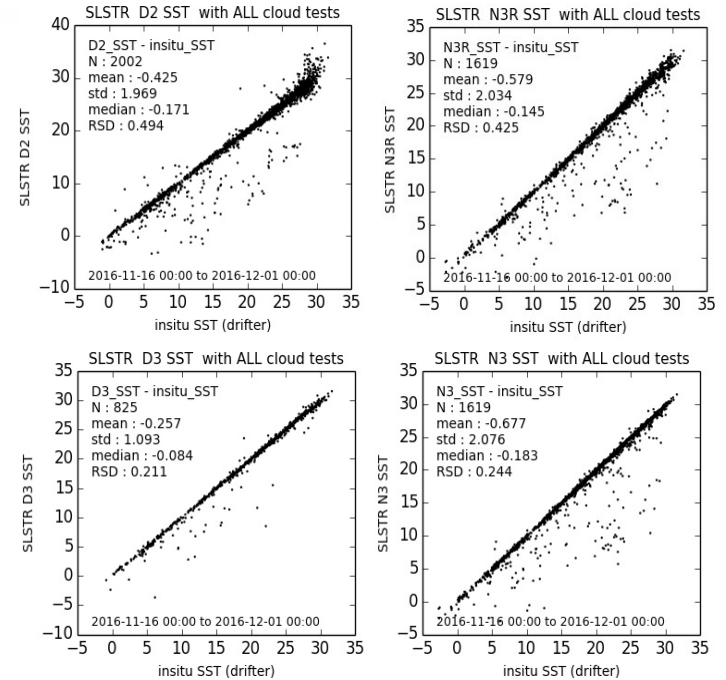 SLSTR D2 SST with ALL cloud tests
40
30
20
10
0
−10
SLSTR D2 SST
D2_SST - insitu_SST
N : 2002
mean : -0.425
std : 1.969
median : -0.171
RSD : 0.494
2016-11-16 00:00 to 2016-12-01 00:00
−5 0 5 10 15 20 25 30 35
insitu SST (drifter)
SLSTR N3R SST with ALL cloud tests
35
30
25
20
15
10
5
0
−5
SLSTR N3R SST
N3R_SST - insitu_SST
N : 1619
mean : -0.579
std : 2.034
median : -0.145
RSD : 0.425
2016-11-16 00:00 to 2016-12-01 00:00
−5 0 5 10 15 20 25 30 35
insitu SST (drifter)
SLSTR D3 SST with ALL cloud tests
35
30
25
20
15
10
5
0
−5
−10
SLSTR D3 SST
D3_SST - insitu_SST
N : 825
mean : -0.257
std : 1.093
median : -0.084
RSD : 0.211
2016-11-16 00:00 to 2016-12-01 00:00
−5 0 5 10 15 20 25 30 35
insitu SST (drifter)
SLSTR N3 SST with ALL cloud tests
35
30
25
20
15
10
5
0
−5
SLSTR N3 SST
N3_SST - insitu_SST
N : 1619
mean : -0.677
std : 2.076
median : -0.183
RSD : 0.244
2016-11-16 00:00 to 2016-12-01 00:00
−5 0 5 10 15 20 25 30 35
insitu SST (drifter)